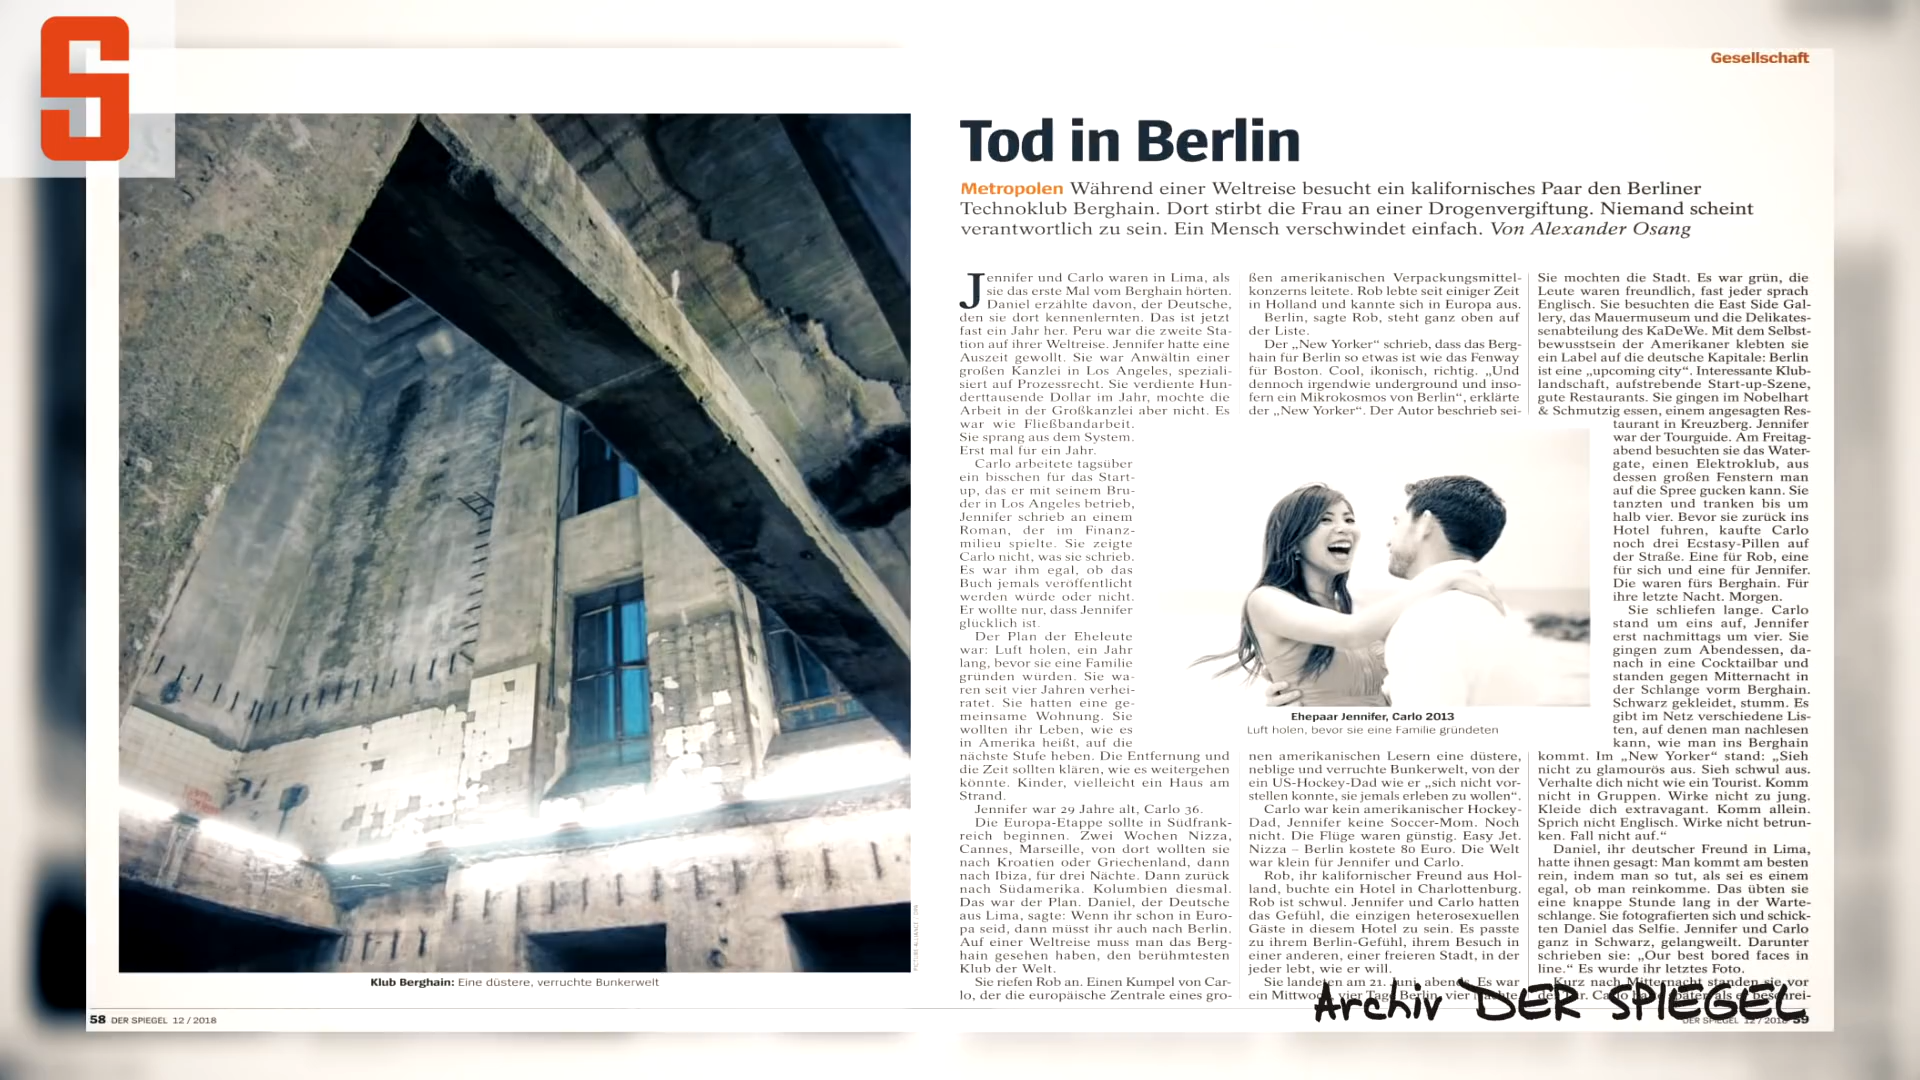 S
Gesellschaft
Tod in Berlin
Metropolen Während einer Weltreise besucht ein kalifornisches Paar den Berliner
Technoklub Berghain. Dort stirbt die Frau an einer Drogenvergiftung. Niemand scheint
verantwortlich zu sein. Ein Mensch verschwindet einfach. Von Alexander Osang
Jennifer und Carlo waren in Lima, als
sie das erste Mal vom Berghain hörten.
Daniel erzählte davon, der Deutsche,
den sie dort kennenlernten. Das ist jetzt
fast ein Jahr her. Peru war die zweite Sta-
tion auf ihrer Weltreise. Jennifer hatte eine
Auszeit gewollt. Sie war Anwältin einer
großen Kanzlei in Los Angeles, speziali-
siert auf Prozessrecht. Sie verdiente Hun-
derttausende Dollar im Jahr, mochte die
Arbeit in der Großkanzlei aber nicht. Es
war wie Fließbandarbeit.
Sie sprang aus dem System.
Erst mal für ein Jahr.
Carlo arbeitete tagsüber
ein bisschen für das Start-
up, das er mit seinem Bru-
der in Los Angeles betrieb,
Jennifer schrieb an einem
Roman, der im Finanz-
milieu spielte. Sie zeigte
Carlo nicht, was sie schrieb.
Es war ihm egal, ob das
Buch jemals veröffentlicht
werden würde oder nicht.
Er wollte nur, dass Jennifer
glücklich ist.
Der Plan der Eheleute
war: Luft holen, ein Jahr
lang, bevor sie eine Familie
gründen würden. Sie wa-
ren seit vier Jahren verhei-
ratet. Sie hatten eine ge-
meinsame Wohnung. Sie
wollten ihr Leben, wie es
in Amerika heißt, auf die
nächste Stufe heben. Die Entfernung und
die Zeit sollten klären, wie es weitergehen
könnte. Kinder, vielleicht ein Haus am
Strand.
Jennifer war 29 Jahre alt, Carlo 36.
Die Europa-Etappe sollte in Südfrank-
reich beginnen. Zwei Wochen Nizza,
Cannes, Marseille, von dort wollten sie
nach Kroatien oder Griechenland, dann
nach Ibiza, für drei Nächte. Dann zurück
nach Südamerika. Kolumbien diesmal.
Das war der Plan. Daniel, der Deutsche
aus Lima, sagte: Wenn ihr schon in Euro-
pa seid, dann müsst ihr auch nach Berlin.
Auf einer Weltreise muss man das Berg-
hain gesehen haben, den berühmtesten
Klub der Welt.
Sie riefen Rob an. Einen Kumpel von Car-
lo, der die europäische Zentrale eines gro-
ßen amerikanischen Verpackungsmittel-
konzerns leitete. Rob lebte seit einiger Zeit
in Holland und kannte sich in Europa aus.
Berlin, sagte Rob, steht ganz oben auf
der Liste.
Der „New Yorker“ schrieb, dass das Berg-
hain für Berlin so etwas ist wie das Fenway
für Boston. Cool, ikonisch, richtig. „Und
dennoch irgendwie underground und inso-
fern ein Mikrokosmos von Berlin“, erklärte
der „New Yorker“. Der Autor beschrieb sei-
Ehepaar Jennifer, Carlo 2013
Luft holen, bevor sie eine Familie gründeten
nen amerikanischen Lesern eine düstere,
neblige und verruchte Bunkerwelt, von der
ein US-Hockey-Dad wie er „sich nicht vor-
stellen konnte, sie jemals erleben zu wollen“.
Carlo war kein amerikanischer Hockey-
Dad, Jennifer keine Soccer-Mom. Noch
nicht. Die Flüge waren günstig. Easy Jet.
Nizza – Berlin kostete 80 Euro. Die Welt
war klein für Jennifer und Carlo.
Rob, ihr kalifornischer Freund aus Hol-
land, buchte ein Hotel in Charlottenburg.
Rob ist schwul. Jennifer und Carlo hatten
das Gefühl, die einzigen heterosexuellen
Gäste in diesem Hotel zu sein. Es passte
zu ihrem Berlin-Gefühl, ihrem Besuch in
einer anderen, einer freieren Stadt, in der
jeder lebt, wie er will.
Sie landeten am 21. Juni, abends. Es war
ein Mittwoch, vier Tage Berlin, vier Nächte.
Sie mochten die Stadt. Es war grün, die
Leute waren freundlich, fast jeder sprach
Englisch. Sie besuchten die East Side Gal-
lery, das Mauermuseum und die Delikates-
senabteilung des KaDeWe. Mit dem Selbst-
bewusstsein der Amerikaner klebten sie
ein Label auf die deutsche Kapitale: Berlin
ist eine „upcoming city“. Interessante Klub-
landschaft, aufstrebende Start-up-Szene,
gute Restaurants. Sie gingen im Nobelhart
& Schmutzig essen, einem angesagten Res-
taurant in Kreuzberg. Jennifer
war der Tourguide. Am Freitag-
abend besuchten sie das Water-
gate, einen Elektroklub, aus
dessen großen Fenstern man
auf die Spree gucken kann. Sie
tanzten und tranken bis um
halb vier. Bevor sie zurück ins
Hotel fuhren, kaufte Carlo
noch drei Ecstasy-Pillen auf
der Straße. Eine für Rob, eine
für sich und eine für Jennifer.
Die waren fürs Berghain. Für
ihre letzte Nacht. Morgen.
Sie schliefen lange. Carlo
stand um eins auf, Jennifer
erst nachmittags um vier. Sie
gingen zum Abendessen, da-
nach in eine Cocktailbar und
standen gegen Mitternacht in
der Schlange vorm Berghain.
Schwarz gekleidet, stumm. Es
gibt im Netz verschiedene Lis-
ten, auf denen man nachlesen
kann, wie man ins Berghain
kommt. Im „New Yorker“ stand: „Sieh
nicht zu glamourös aus. Sieh schwul aus.
Verhalte dich nicht wie ein Tourist. Komm
nicht in Gruppen. Wirke nicht zu jung.
Kleide dich extravagant. Komm allein.
Sprich nicht Englisch. Wirke nicht betrun-
ken. Fall nicht auf.“
Daniel, ihr deutscher Freund in Lima,
hatte ihnen gesagt: Man kommt am besten
rein, indem man so tut, als sei es einem
egal, ob man reinkomme. Das übten sie
eine knappe Stunde lang in der Warte-
schlange. Sie fotografierten sich und schick-
ten Daniel das Selfie. Jennifer und Carlo
ganz in Schwarz, gelangweilt. Darunter
schrieben sie: „Our best bored faces in
line.“ Es wurde ihr letztes Foto.
Kurz nach Mitternacht standen sie vor
der Tür. Carlo später als er beschrei-
Klub Berghain: Eine düstere, verruchte Bunkerwelt
58 DER SPIEGEL 12 / 2018
DER SPIEGEL 12 / 2018 59
Archiv DER SPIEGEL